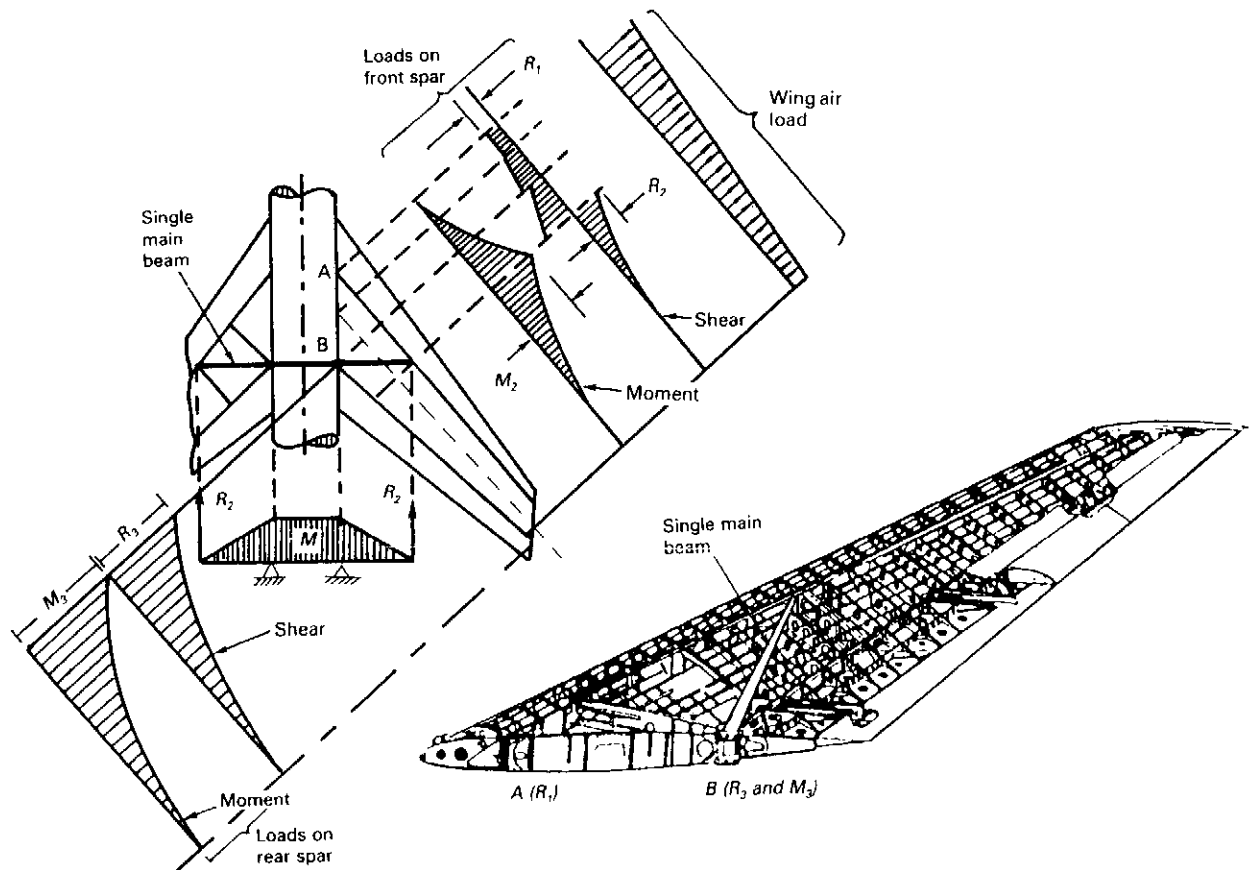 Loads on
front spar
R₁
Wing air
load
R₂
Single
main
beam
A
B
Shear
M₂
Moment
R₂
R₂
M
R₃
M₃
Shear
Moment
Loads on
rear spar
Single main
beam
A (R₁)
B (R₃ and M₃)